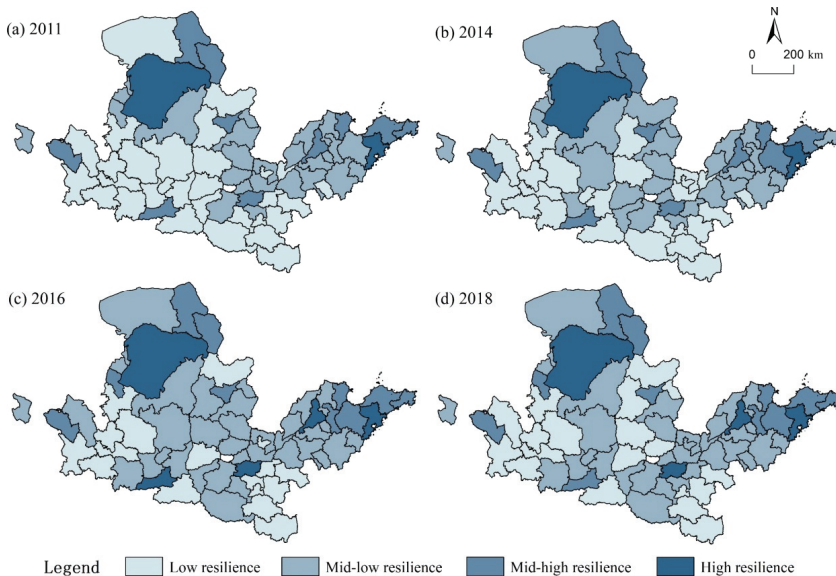 (a) 2011
(b) 2014
N
0 200 km
(c) 2016
(d) 2018
Legend Low resilience Mid-low resilience Mid-high resilience High resilience